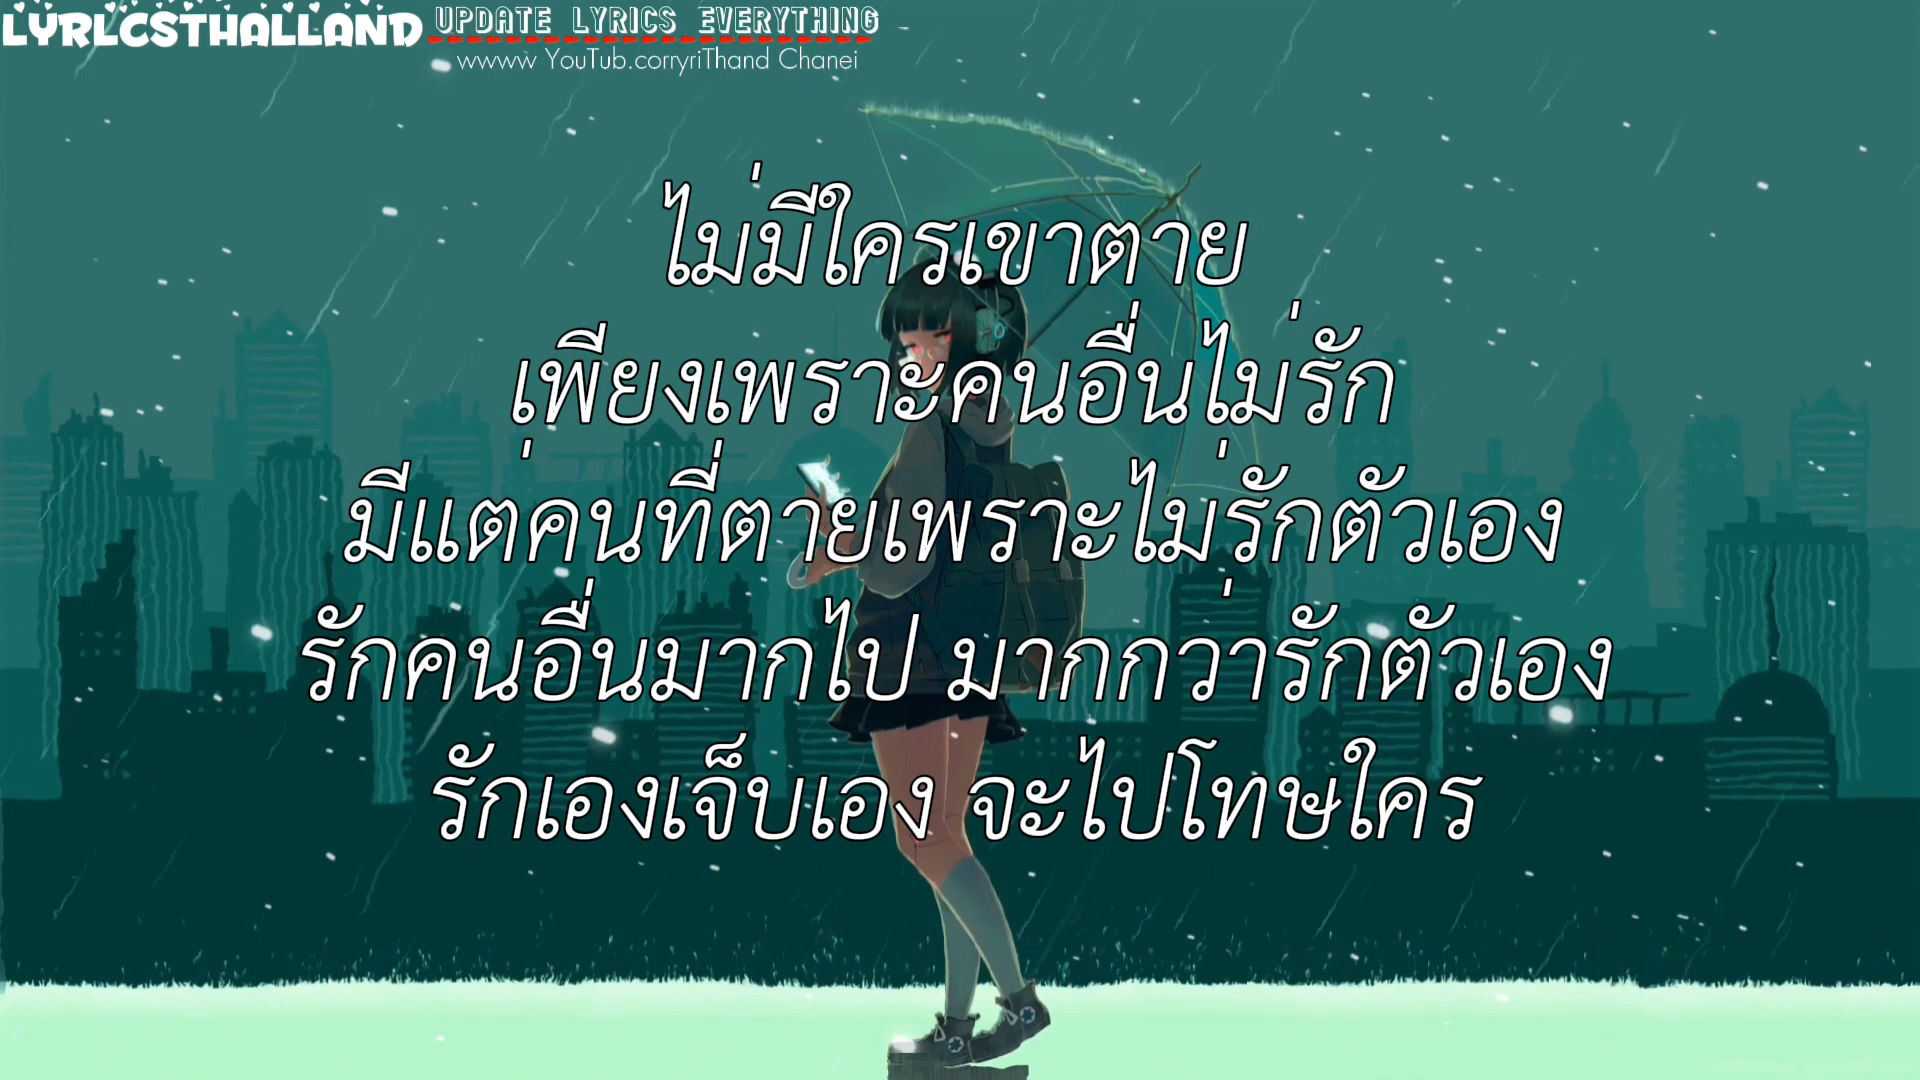 LYRLCSTHALLAND
UPDATE LYRICS EVERYTHING
wwww YouTub.corryriThand Chanei
ไม่มีใครเขาตาย
เพียงเพราะคนอื่นไม่รัก
มีแต่คนที่ตายเพราะไม่รักตัวเอง
รักคนอื่นมากไป มากกว่ารักตัวเอง
รักเองเจ็บเอง จะไปโทษใคร